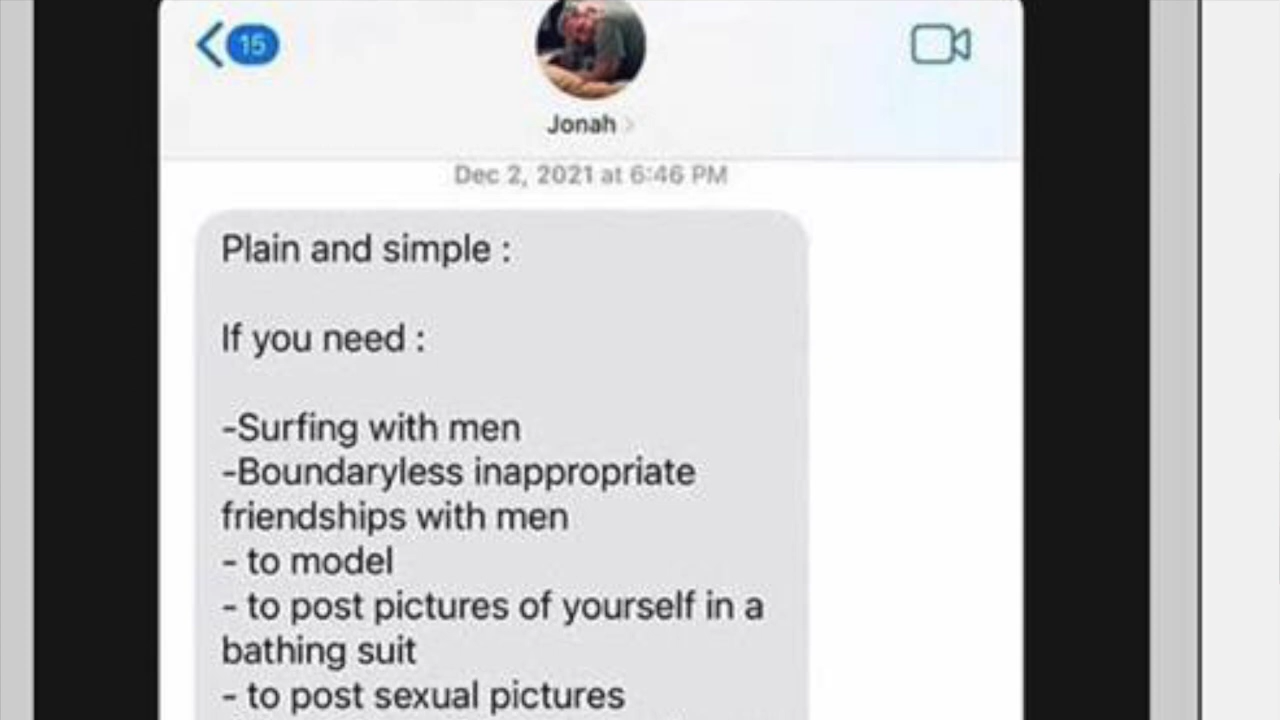 15
Jonah
Dec 2, 2021 at 6:46 PM
Plain and simple :
If you need :
-Surfing with men
-Boundaryless inappropriate
friendships with men
- to model
- to post pictures of yourself in a
bathing suit
- to post sexual pictures